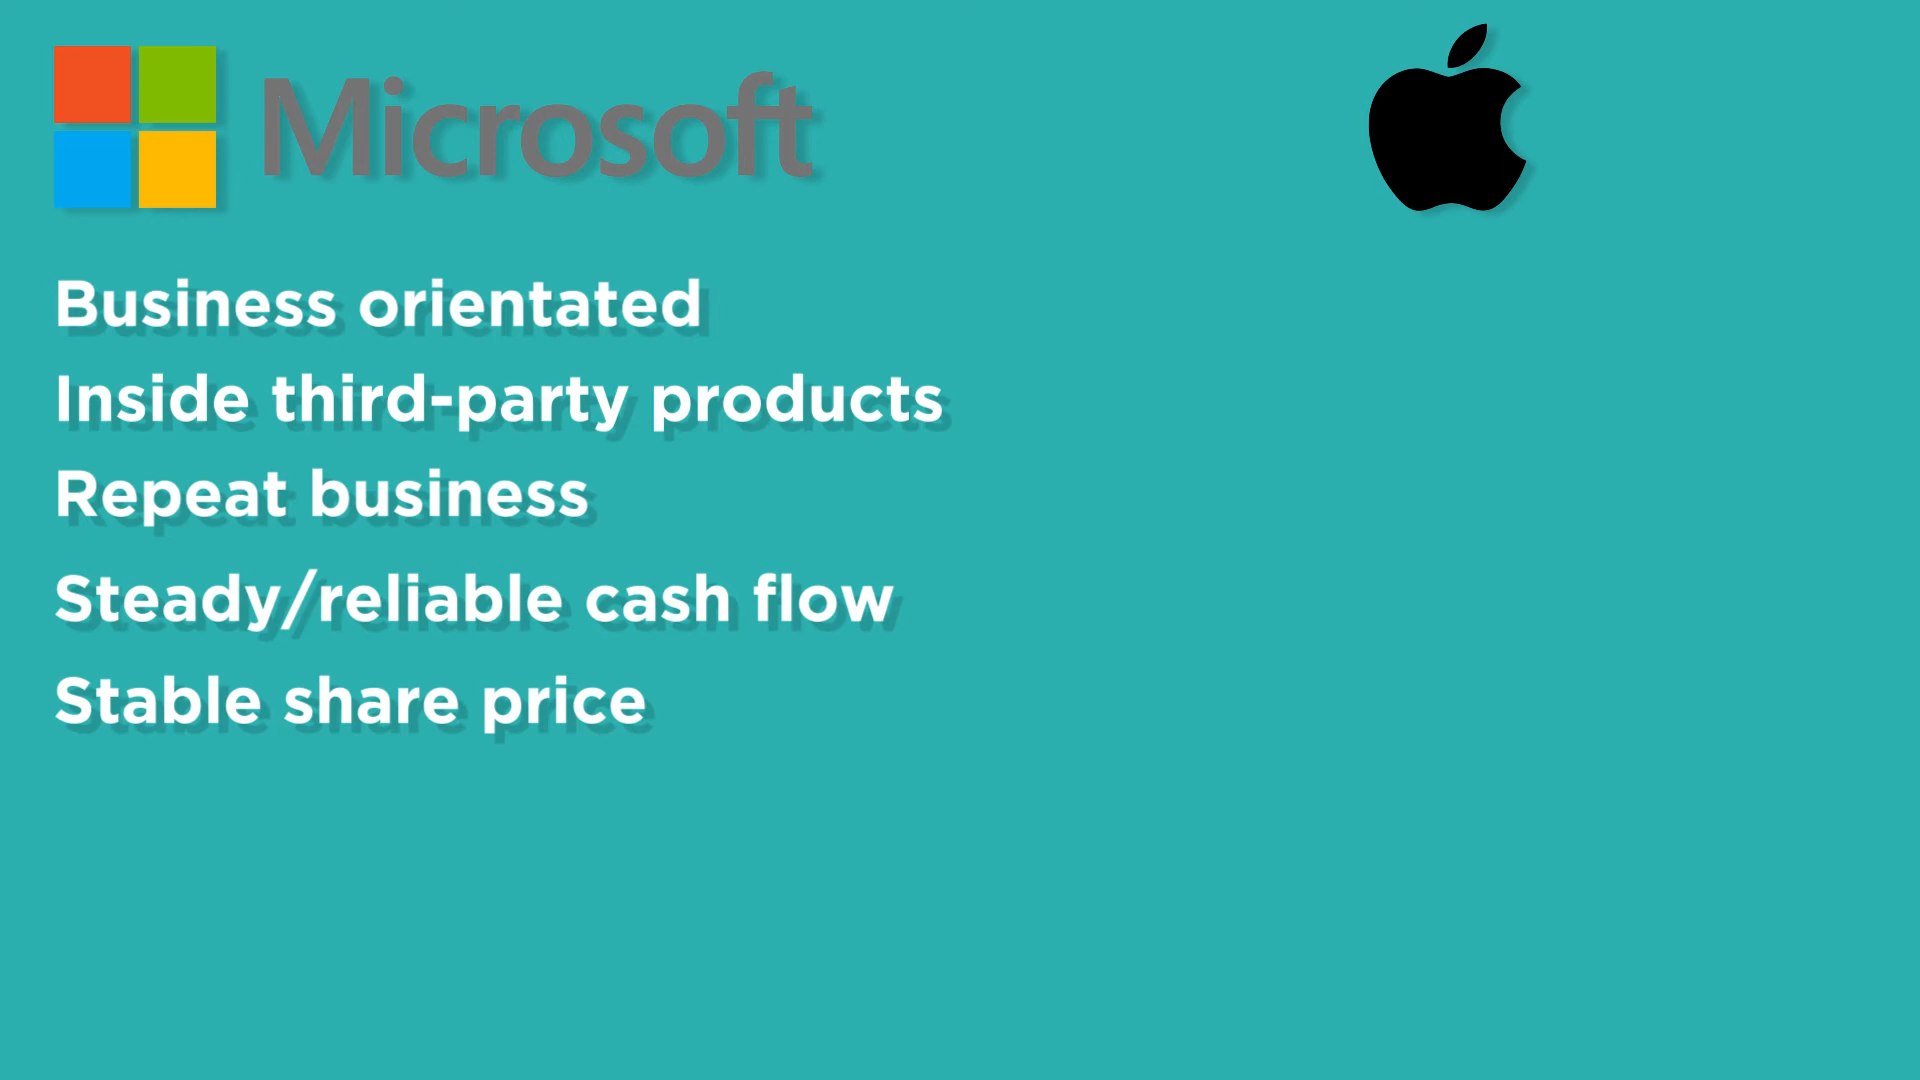 Microsoft
Business orientated
Inside third-party products
Repeat business
Steady/reliable cash flow
Stable share price